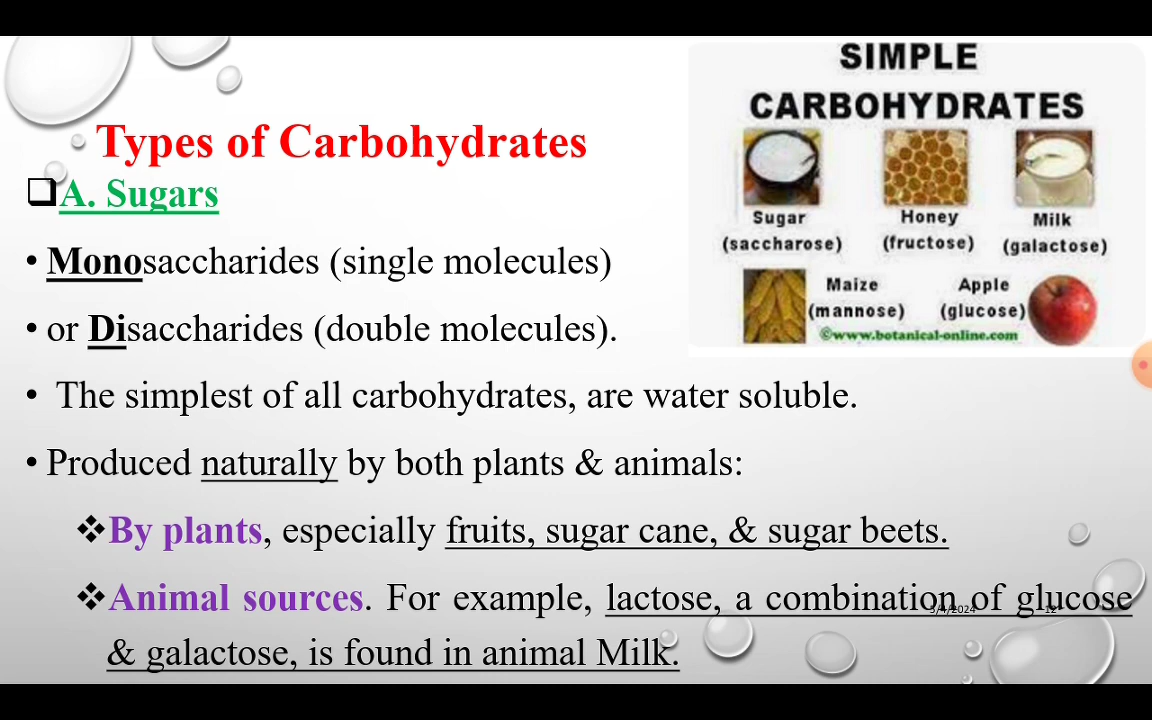 SIMPLE
CARBOHYDRATES
Sugar
(saccharose)
Honey
(fructose)
Milk
(galactose)
Maize
(mannose)
Apple
(glucose)
©www.botanical-online.com
Types of Carbohydrates
A. Sugars
• Monosaccharides (single molecules)
• or Disaccharides (double molecules).
• The simplest of all carbohydrates, are water soluble.
• Produced naturally by both plants & animals:
❖By plants, especially fruits, sugar cane, & sugar beets.
❖Animal sources. For example, lactose, a combination of glucose
& galactose, is found in animal Milk.
12